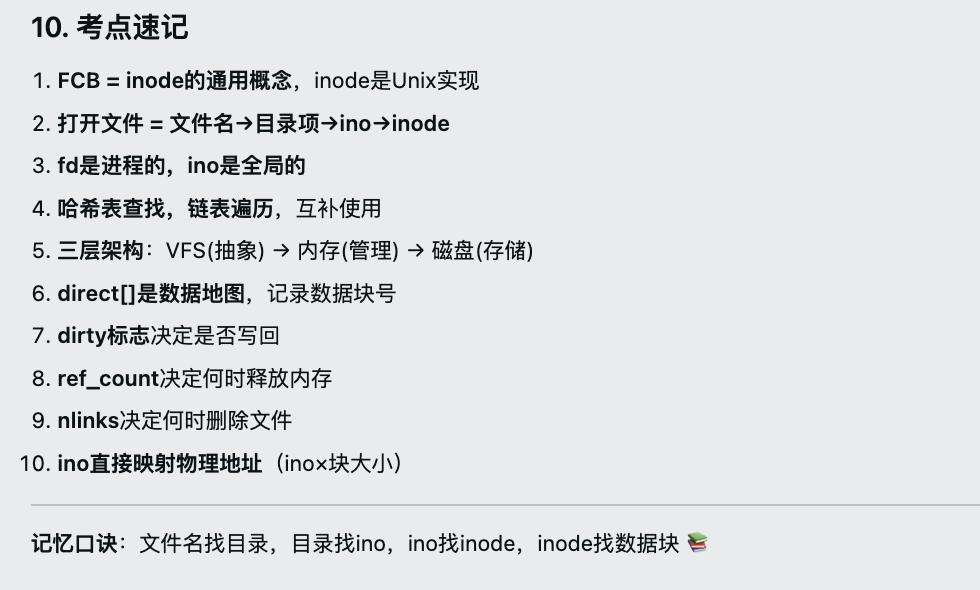 10. 考点速记
1. FCB = inode的通用概念，inode是Unix实现
2. 打开文件 = 文件名→目录项→ino→inode
3. fd是进程的，ino是全局的
4. 哈希表查找，链表遍历，互补使用
5. 三层架构：VFS(抽象) → 内存(管理) → 磁盘(存储)
6. direct[]是数据地图，记录数据块号
7. dirty标志决定是否写回
8. ref_count决定何时释放内存
9. nlinks决定何时删除文件
10. ino直接映射物理地址（ino×块大小）
记忆口诀：文件名找目录，目录找ino，ino找inode，inode找数据块 📚